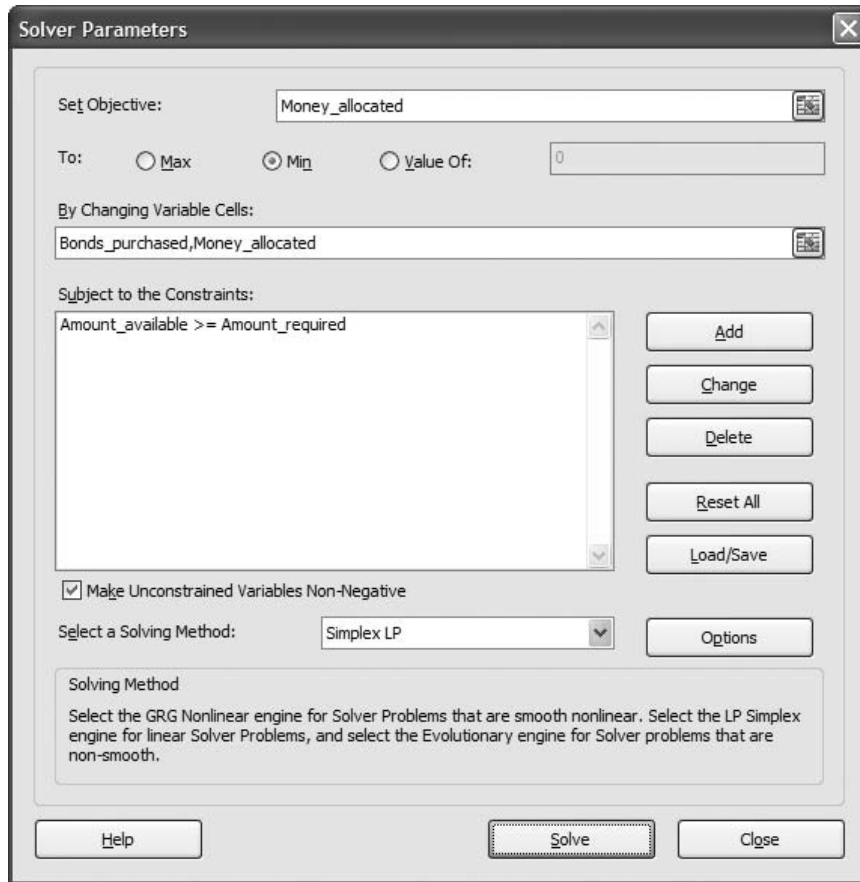 Solver Parameters
Set Objective: Money_allocated
To: Max Min Value Of: 0
By Changing Variable Cells:
Bonds_purchased,Money_allocated
Subject to the Constraints:
Amount_available >= Amount_required
Add
Change
Delete
Reset All
Load/Save
Make Unconstrained Variables Non-Negative
Select a Solving Method: Simplex LP Options
Solving Method
Select the GRG Nonlinear engine for Solver Problems that are smooth nonlinear. Select the LP Simplex
engine for linear Solver Problems, and select the Evolutionary engine for Solver problems that are
non-smooth.
Help Solve Close